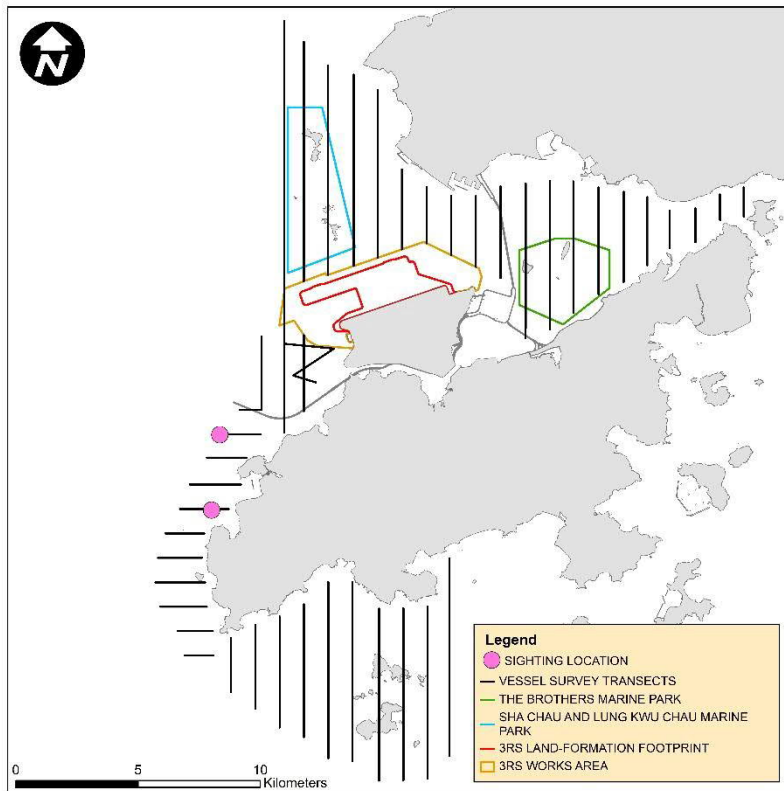 N
Legend
SIGHTING LOCATION
VESSEL SURVEY TRANSECTS
THE BROTHERS MARINE PARK
SHA CHAU AND LUNG KWU CHAU MARINE
PARK
3RS LAND-FORMATION FOOTPRINT
3RS WORKS AREA
0 5 10
Kilometers